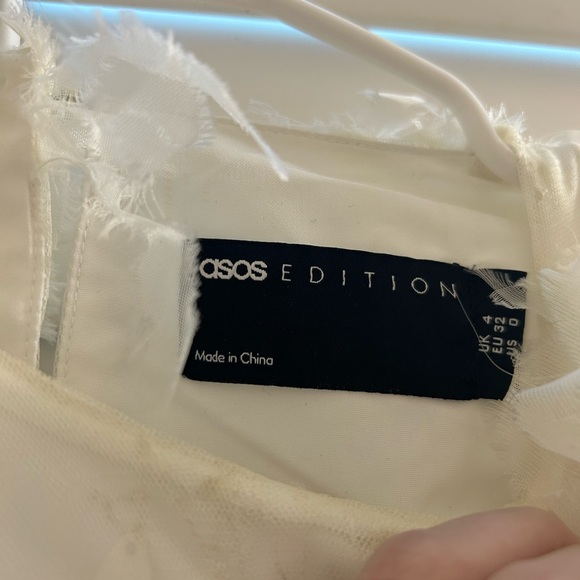 asos EDITION
Made in China
UK 4
EU 32
US 0